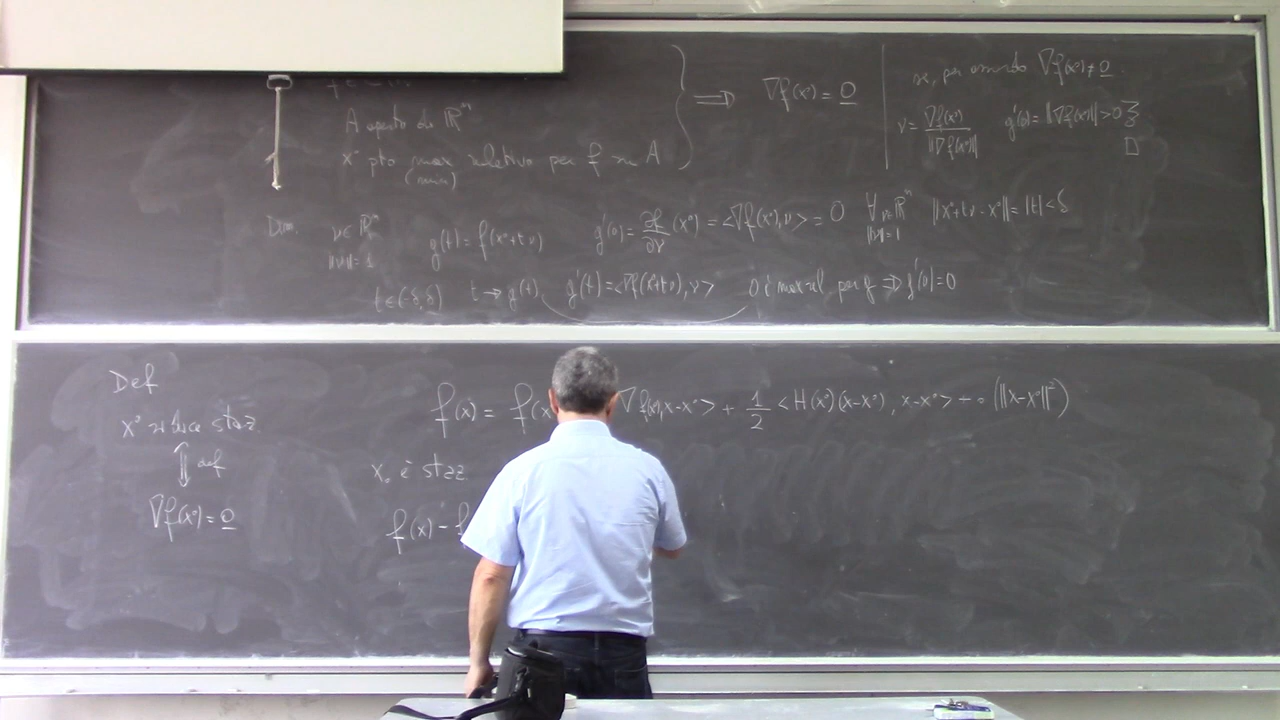 A aperto di ℝⁿ
x° pto max relativo per f su A
(min)
⟹ ∇f(x°) = 0
se, per assurdo ∇f(x°) ≠ 0
v = ∇f(x°) / ||∇f(x°)|| g'(0) = ||∇f(x°)|| > 0
□
Dim. v ∈ ℝⁿ ||v|| = 1 g(t) = f(x°+tv) g'(0) = ∂f/∂v (x°) = <∇f(x°), v> = 0 ∀ v∈ℝⁿ ||v||=1 ||x°+tv - x°|| = |t| < δ
t ∈ (-δ, δ) t → g(t), g'(t) = <∇f(x°+tv), v> 0 è max rel per g ⇒ g'(0) = 0
Def
x° si dice staz.
⇕ def
∇f(x°) = 0
f(x) = f(x ∇f(x°), x-x°> + 1/2 <H(x°)(x-x°), x-x°> + o(||x-x°||²)
x₀ è staz.
f(x) - f